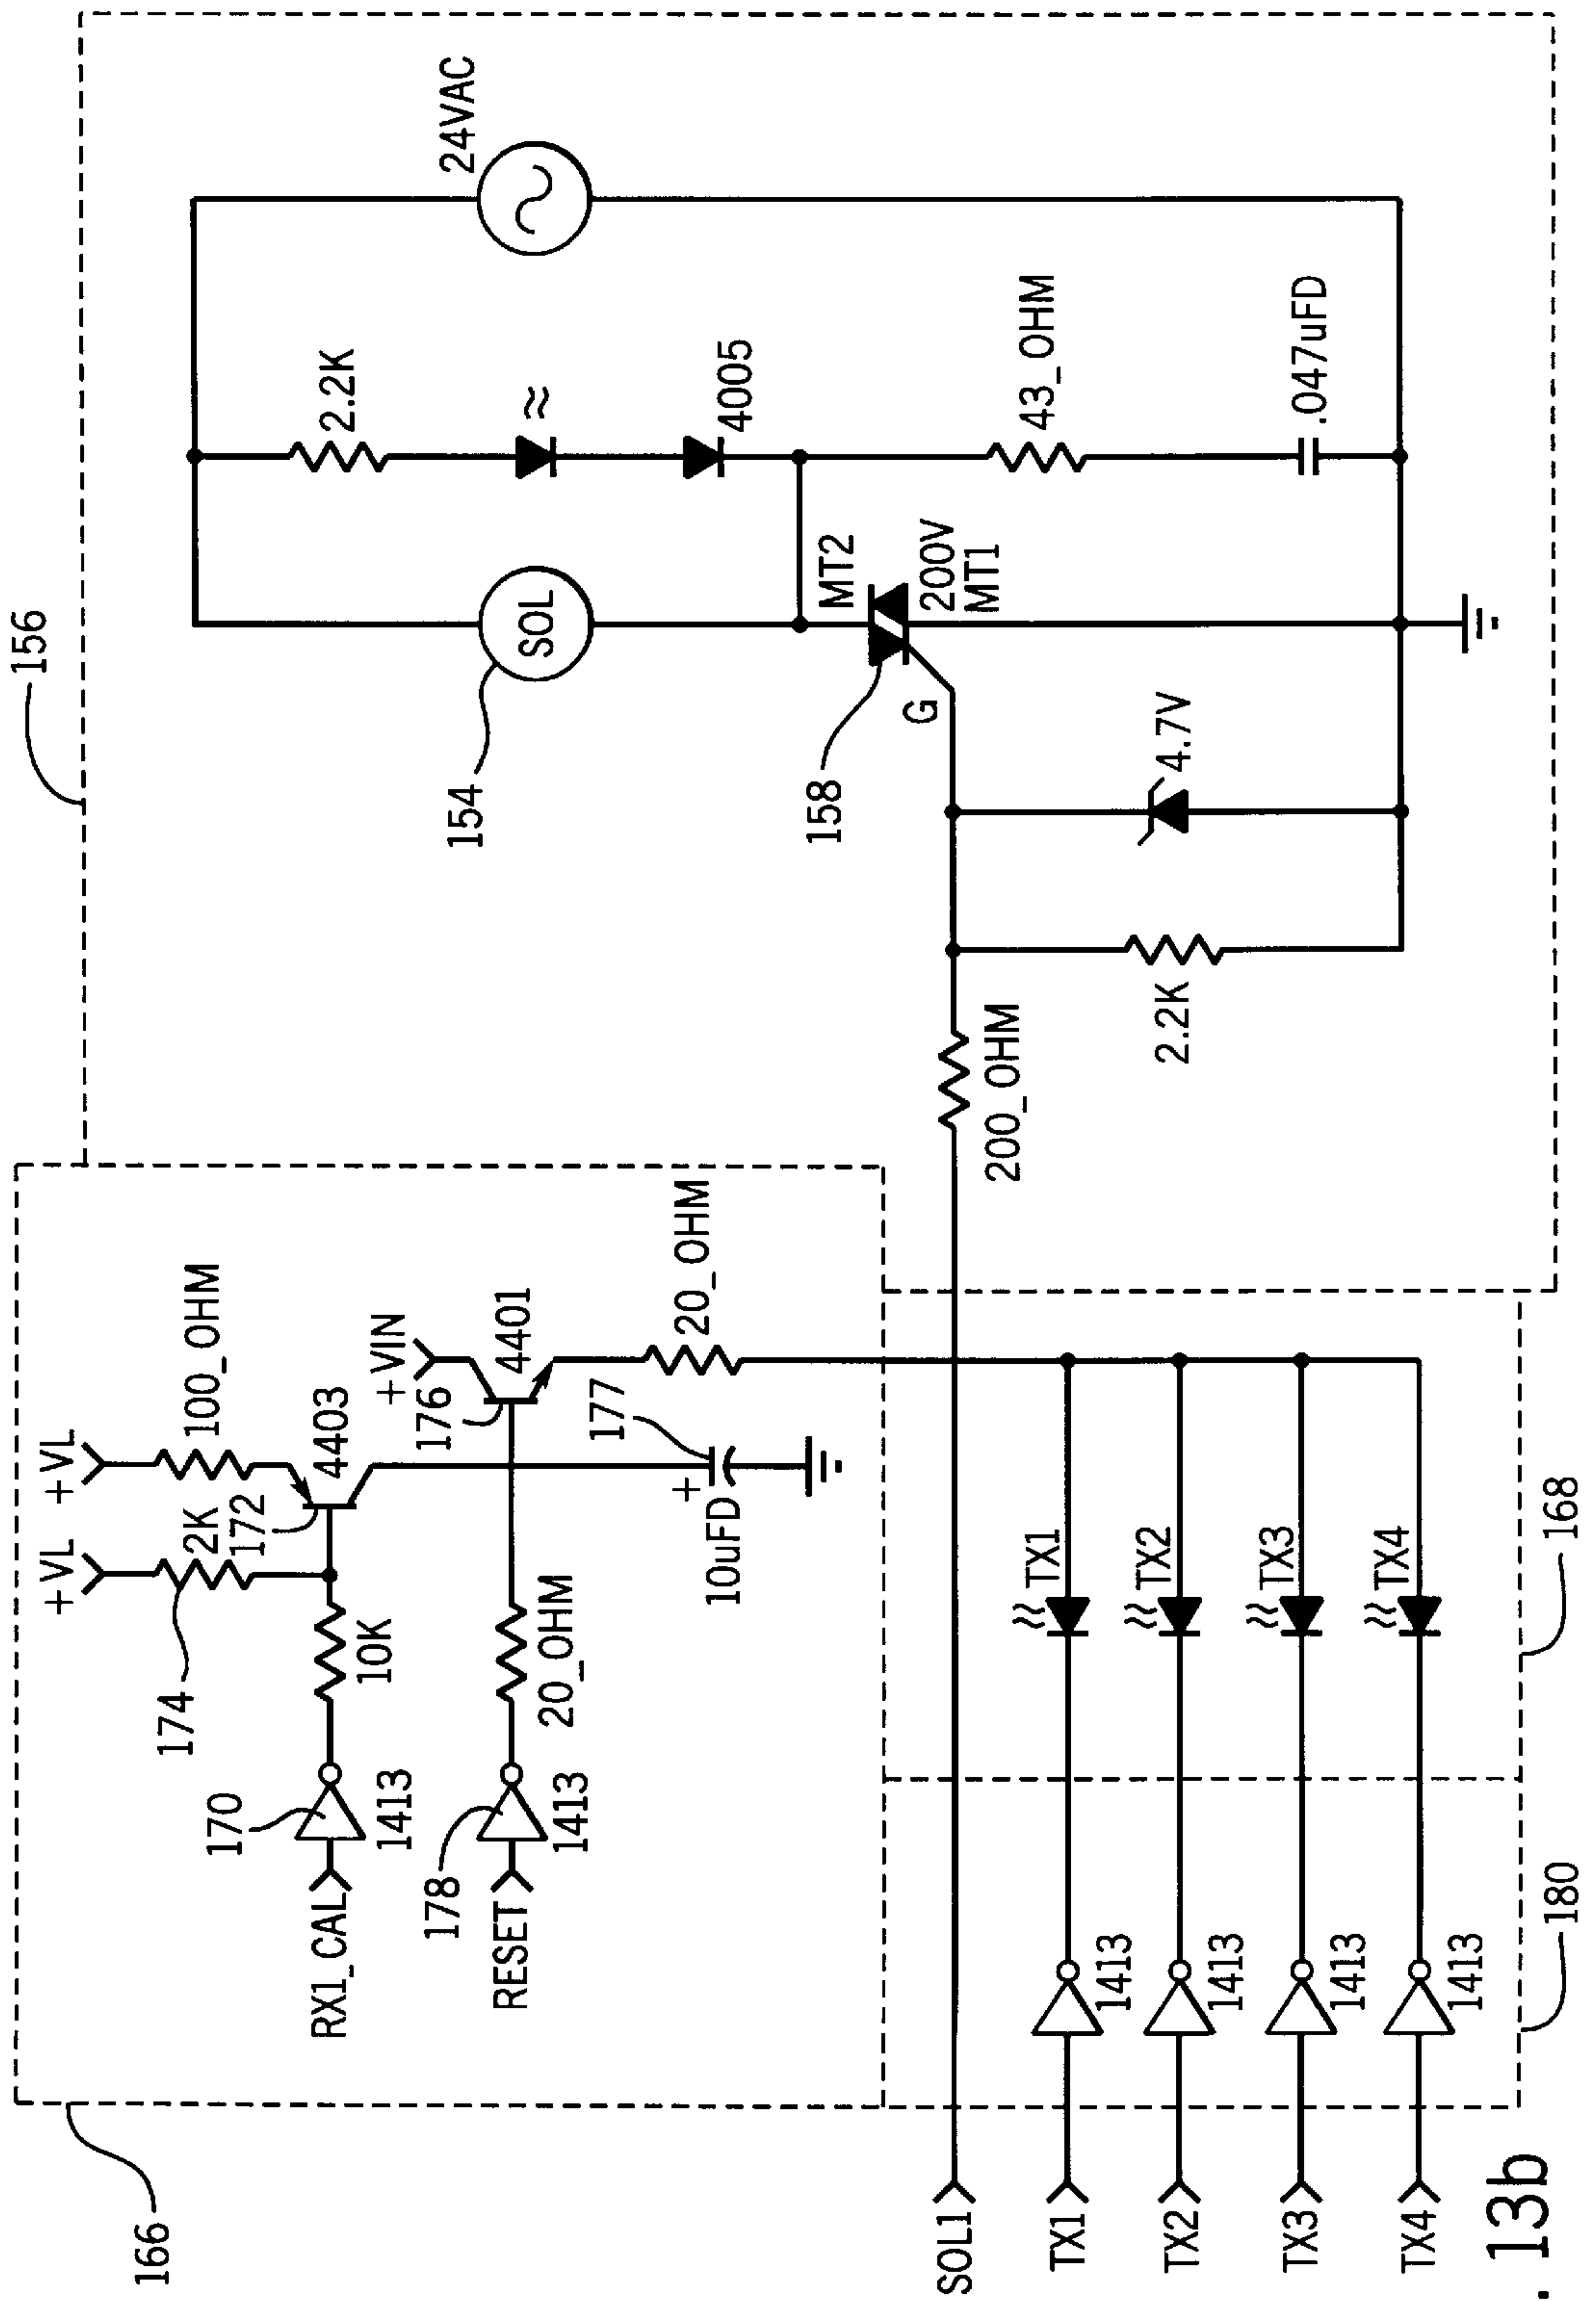 156
166
+VL
+VL
100_OHM
2K
174
172
4403
10K
170
1413
RX1_CAL
+VIN
176
4401
20_OHM
178
1413
RESET
20_OHM
177
+
10uFD
24VAC
2.2K
SOL
154
4005
MT2
200V
MT1
158
G
43_OHM
.047uFD
4.7V
2.2K
200_OHM
SOL1
TX1
1413
TX1
TX2
1413
TX2
TX3
1413
TX3
TX4
1413
TX4
180
168
. 13b